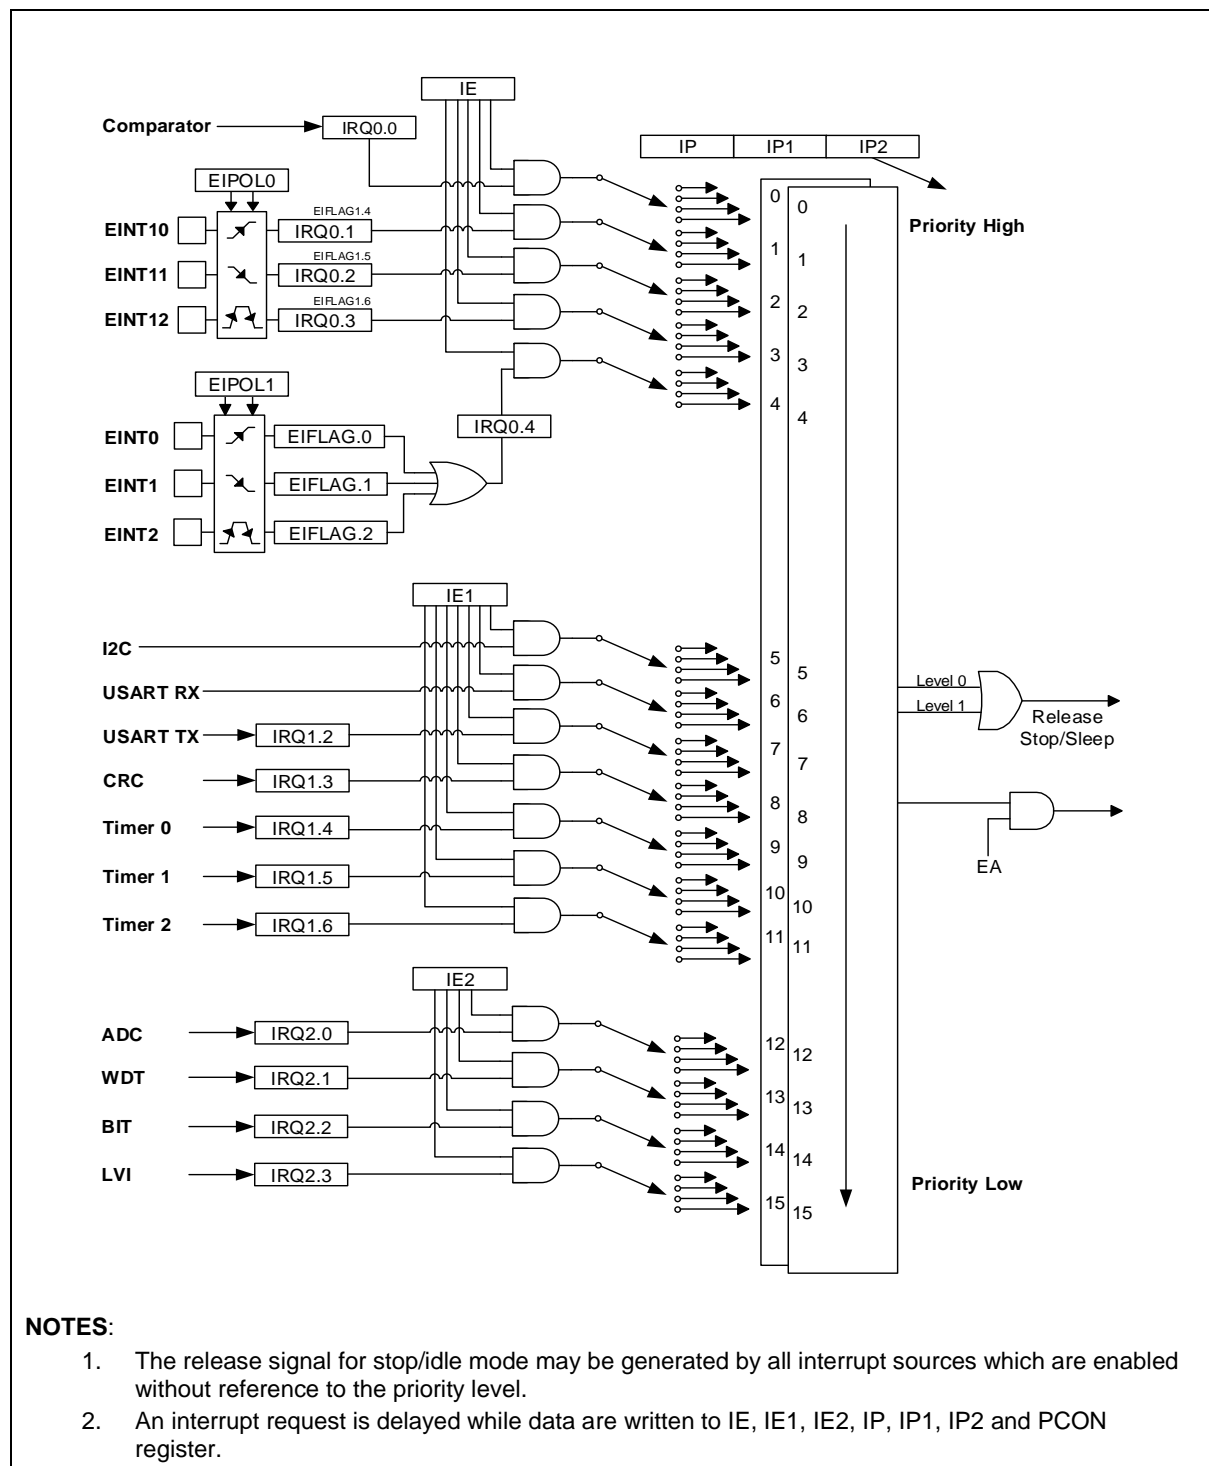 IE
Comparator
IRQ0.0
IP IP1 IP2
EIPOL0
0
0
Priority High
EIFLAG1.4
EINT10 IRQ0.1
1
1
EIFLAG1.5
EINT11 IRQ0.2
2
2
EIFLAG1.6
EINT12 IRQ0.3
3
3
EIPOL1
4
4
IRQ0.4
EINT0 EIFLAG.0
EINT1 EIFLAG.1
EINT2 EIFLAG.2
IE1
I2C
5
5
Level 0
USART RX
6
6
Level 1
Release
Stop/Sleep
USART TX IRQ1.2
7
7
CRC IRQ1.3
8
8
Timer 0 IRQ1.4
9
9
EA
Timer 1 IRQ1.5
10
10
Timer 2 IRQ1.6
11
11
IE2
ADC IRQ2.0
12
12
WDT IRQ2.1
13
13
BIT IRQ2.2
14
14
LVI IRQ2.3
Priority Low
15
15
NOTES:
1. The release signal for stop/idle mode may be generated by all interrupt sources which are enabled
without reference to the priority level.
2. An interrupt request is delayed while data are written to IE, IE1, IE2, IP, IP1, IP2 and PCON
register.